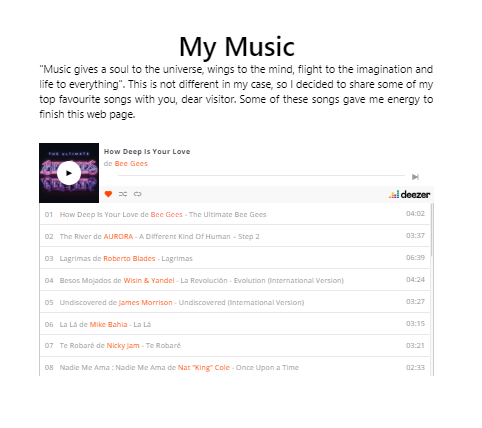 My Music
"Music gives a soul to the universe, wings to the mind, flight to the imagination and
life to everything". This is not different in my case, so I decided to share some of my
top favourite songs with you, dear visitor. Some of these songs gave me energy to
finish this web page.
THE ULTIMATE
BEE GEES
How Deep Is Your Love
de Bee Gees
deezer
01 How Deep Is Your Love de Bee Gees - The Ultimate Bee Gees 04:02
02 The River de AURORA - A Different Kind Of Human – Step 2 03:37
03 Lagrimas de Roberto Blades - Lagrimas 06:39
04 Besos Mojados de Wisin & Yandel - La Revolución - Evolution (International Version) 04:24
05 Undiscovered de James Morrison - Undiscovered (International Version) 03:27
06 La Lá de Mike Bahía - La Lá 03:15
07 Te Robaré de Nicky Jam - Te Robaré 03:21
08 Nadie Me Ama : Nadie Me Ama de Nat "King" Cole - Once Upon a Time 02:33